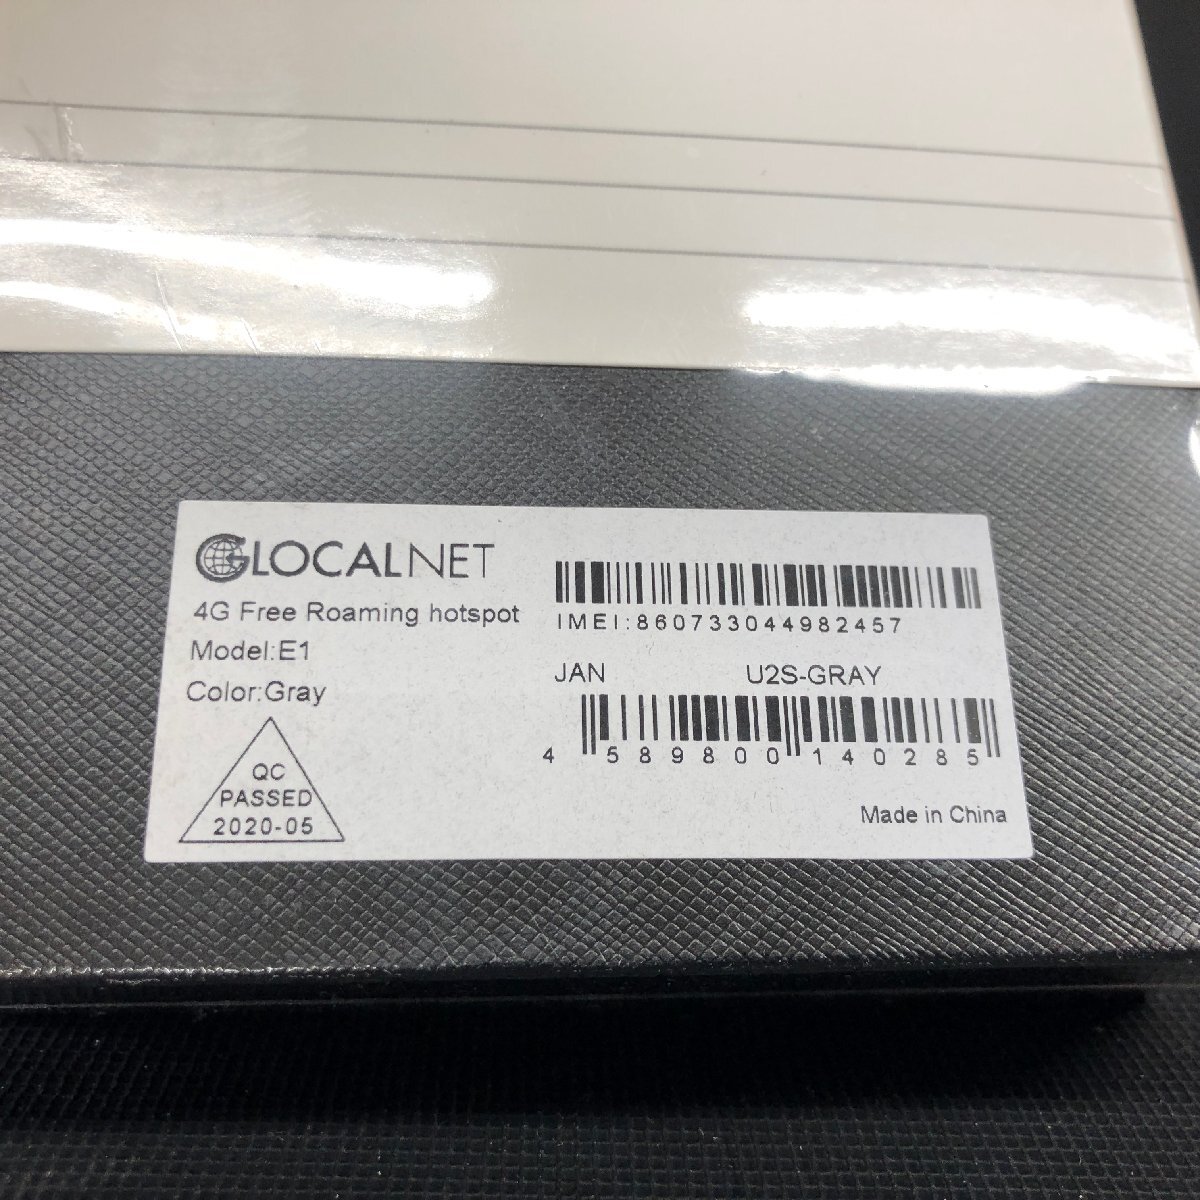 GLOCALNET
4G Free Roaming hotspot
Model:E1
Color:Gray
QC
PASSED
2020-05
IMEI:860733044982457
JAN U2S-GRAY
4 589800 140285
Made in China